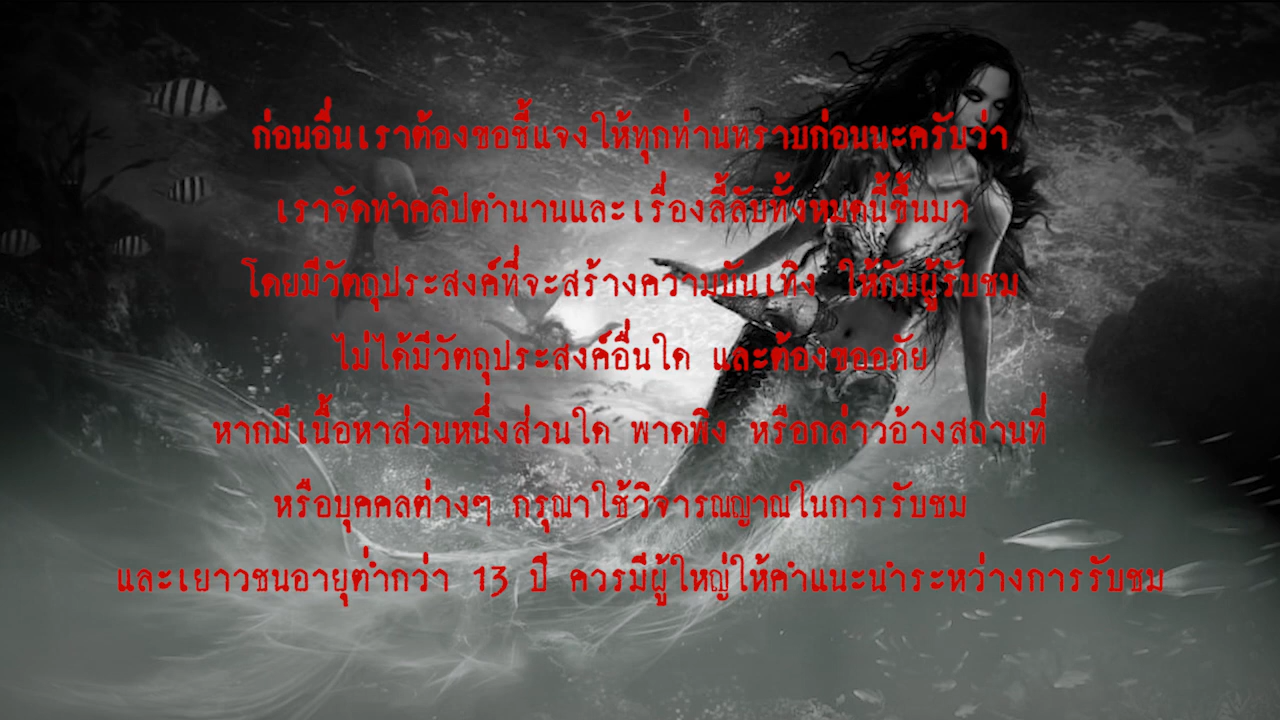 ก่อนอื่นเราต้องขอชี้แจงให้ทุกท่านทราบก่อนนะครับว่า
เราจัดทำคลิปตำนานและเรื่องลี้ลับทั้งหมดนี้ขึ้นมา
โดยมีวัตถุประสงค์ที่จะสร้างความบันเทิง ให้กับผู้รับชม
ไม่ได้มีวัตถุประสงค์อื่นใด และต้องขออภัย
หากมีเนื้อหาส่วนหนึ่งส่วนใด พาดพิง หรือกล่าวอ้างสถานที่
หรือบุคคลต่างๆ กรุณาใช้วิจารณญาณในการรับชม
และเยาวชนอายุต่ำกว่า 13 ปี ควรมีผู้ใหญ่ให้คำแนะนำระหว่างการรับชม